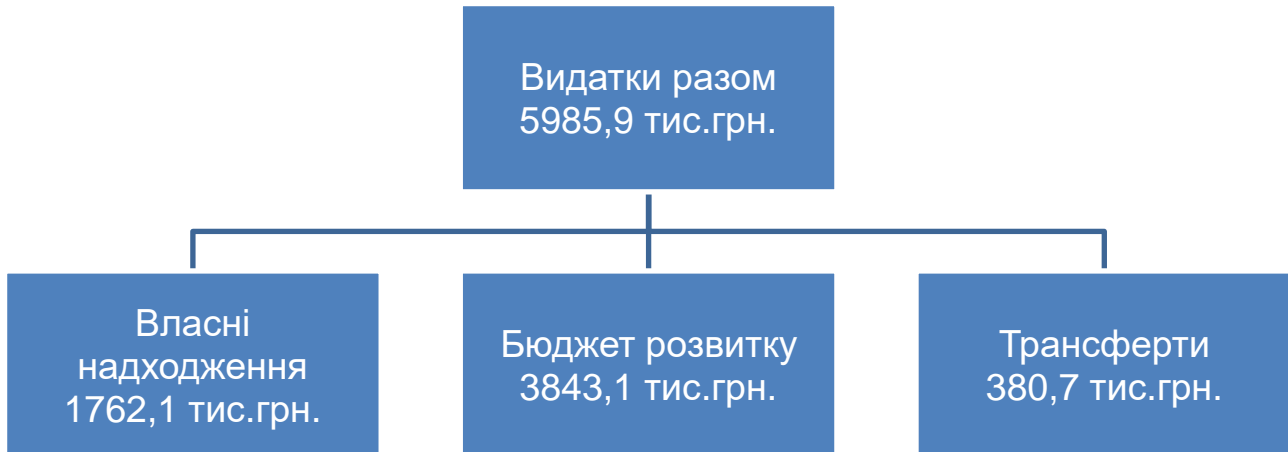 Видатки разом
5985,9 тис.грн.
Власні
надходження
1762,1 тис.грн.
Бюджет розвитку
3843,1 тис.грн.
Трансферти
380,7 тис.грн.